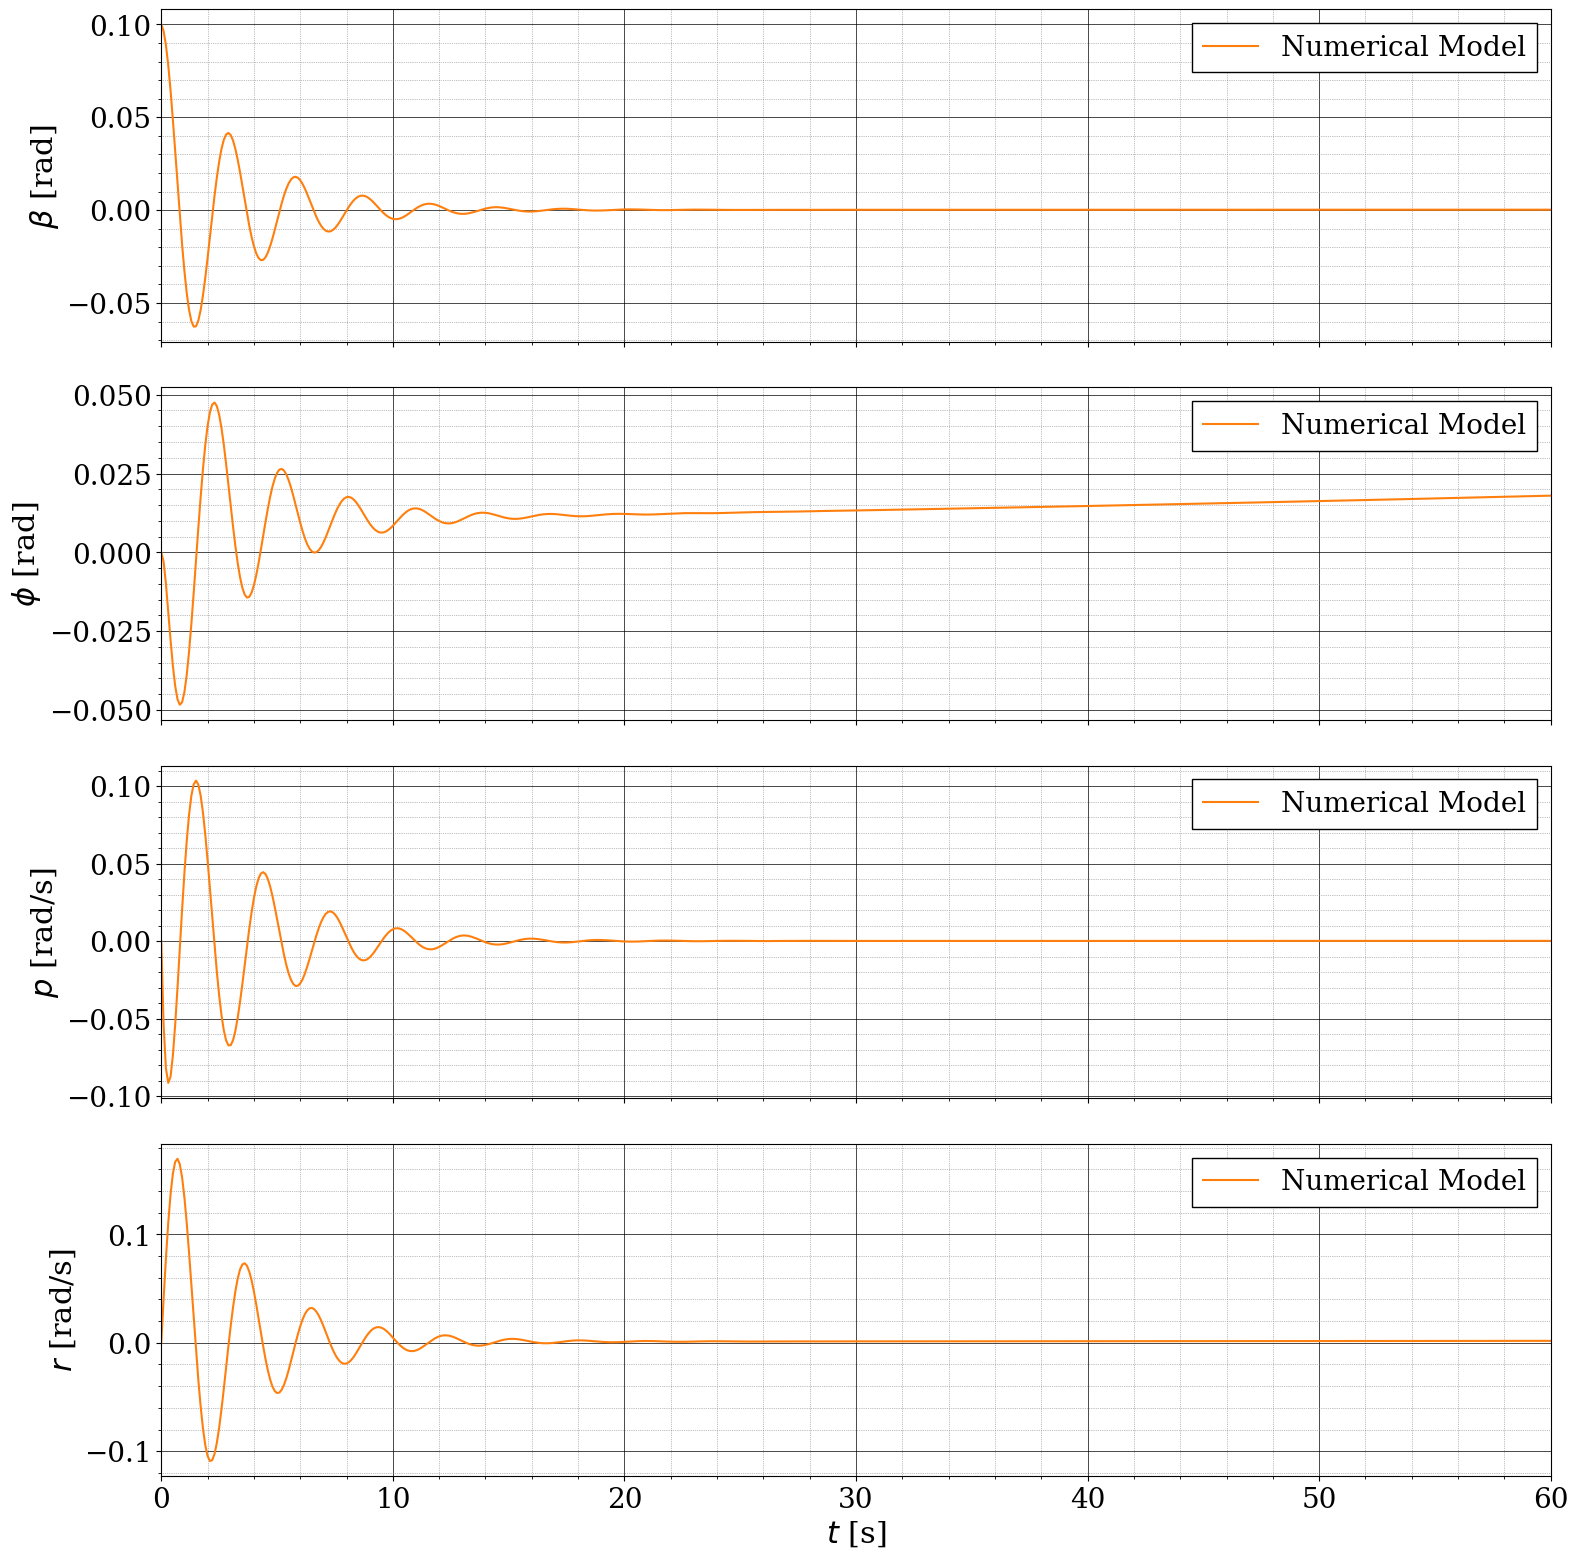 0.10
0.05
0.00
−0.05
β [rad]
Numerical Model
0.050
0.025
0.000
−0.025
−0.050
ϕ [rad]
Numerical Model
0.10
0.05
0.00
−0.05
−0.10
p [rad/s]
Numerical Model
0.1
0.0
−0.1
r [rad/s]
Numerical Model
0 10 20 30 40 50 60
t [s]